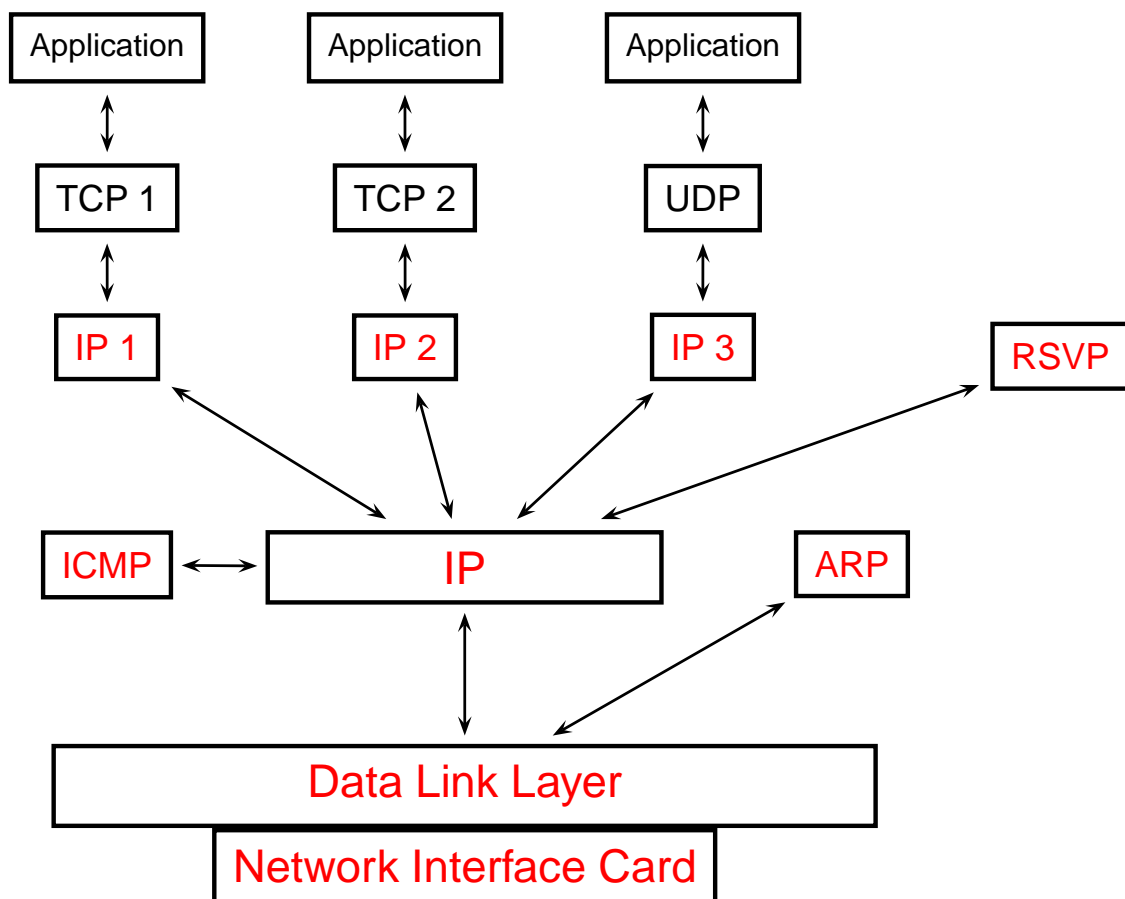 Application
Application
Application
TCP 1
TCP 2
UDP
IP 1
IP 2
IP 3
RSVP
ICMP
IP
ARP
Data Link Layer
Network Interface Card